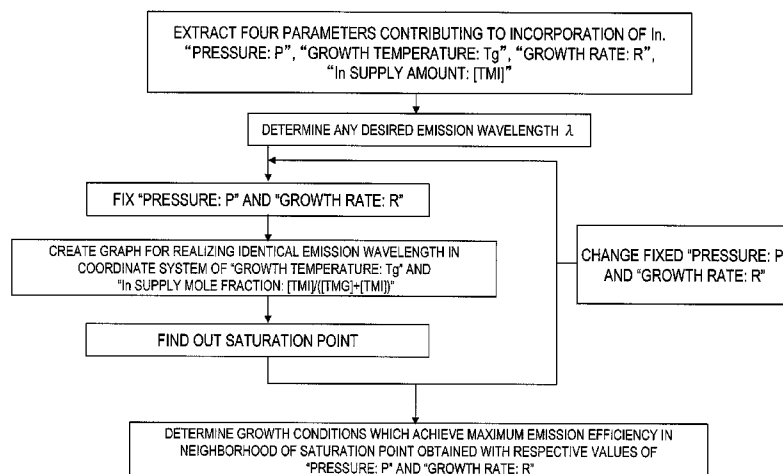 EXTRACT FOUR PARAMETERS CONTRIBUTING TO INCORPORATION OF In.
"PRESSURE: P", "GROWTH TEMPERATURE: Tg", "GROWTH RATE: R",
"In SUPPLY AMOUNT: [TMI]"
DETERMINE ANY DESIRED EMISSION WAVELENGTH λ
FIX "PRESSURE: P" AND "GROWTH RATE: R"
CREATE GRAPH FOR REALIZING IDENTICAL EMISSION WAVELENGTH IN
COORDINATE SYSTEM OF "GROWTH TEMPERATURE: Tg" AND
"In SUPPLY MOLE FRACTION: [TMI]/([TMG]+[TMI])"
CHANGE FIXED "PRESSURE: P"
AND "GROWTH RATE: R"
FIND OUT SATURATION POINT
DETERMINE GROWTH CONDITIONS WHICH ACHIEVE MAXIMUM EMISSION EFFICIENCY IN
NEIGHBORHOOD OF SATURATION POINT OBTAINED WITH RESPECTIVE VALUES OF
"PRESSURE: P" AND "GROWTH RATE: R"